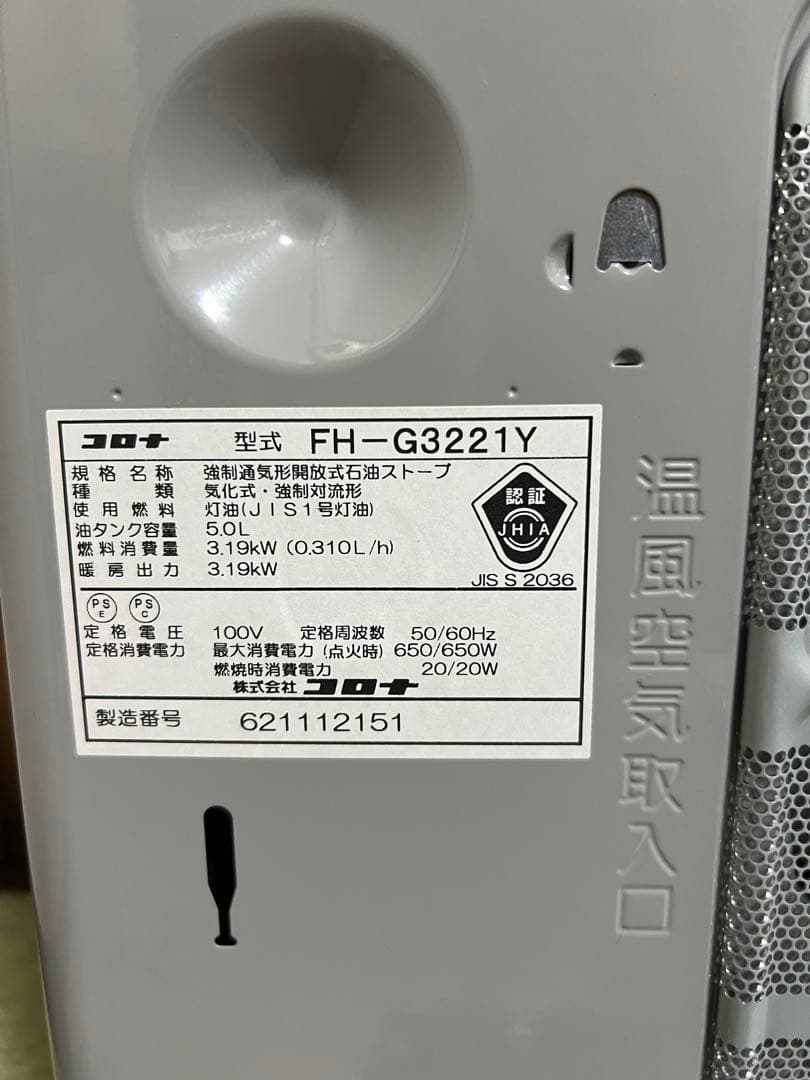 コロナ 型式 FH-G3221Y
規格名称 強制通気形開放式石油ストーブ
種類 気化式・強制対流形
使用燃料 灯油(JIS1号灯油)
油タンク容量 5.0L
燃料消費量 3.19kW (0.310L/h)
暖房出力 3.19kW
認証
JHIA
JIS S 2036
PS E PS C
定格電圧 100V 定格周波数 50/60Hz
定格消費電力 最大消費電力(点火時) 650/650W
燃焼時消費電力 20/20W
株式会社 コロナ
製造番号 621112151
温風空気取入口